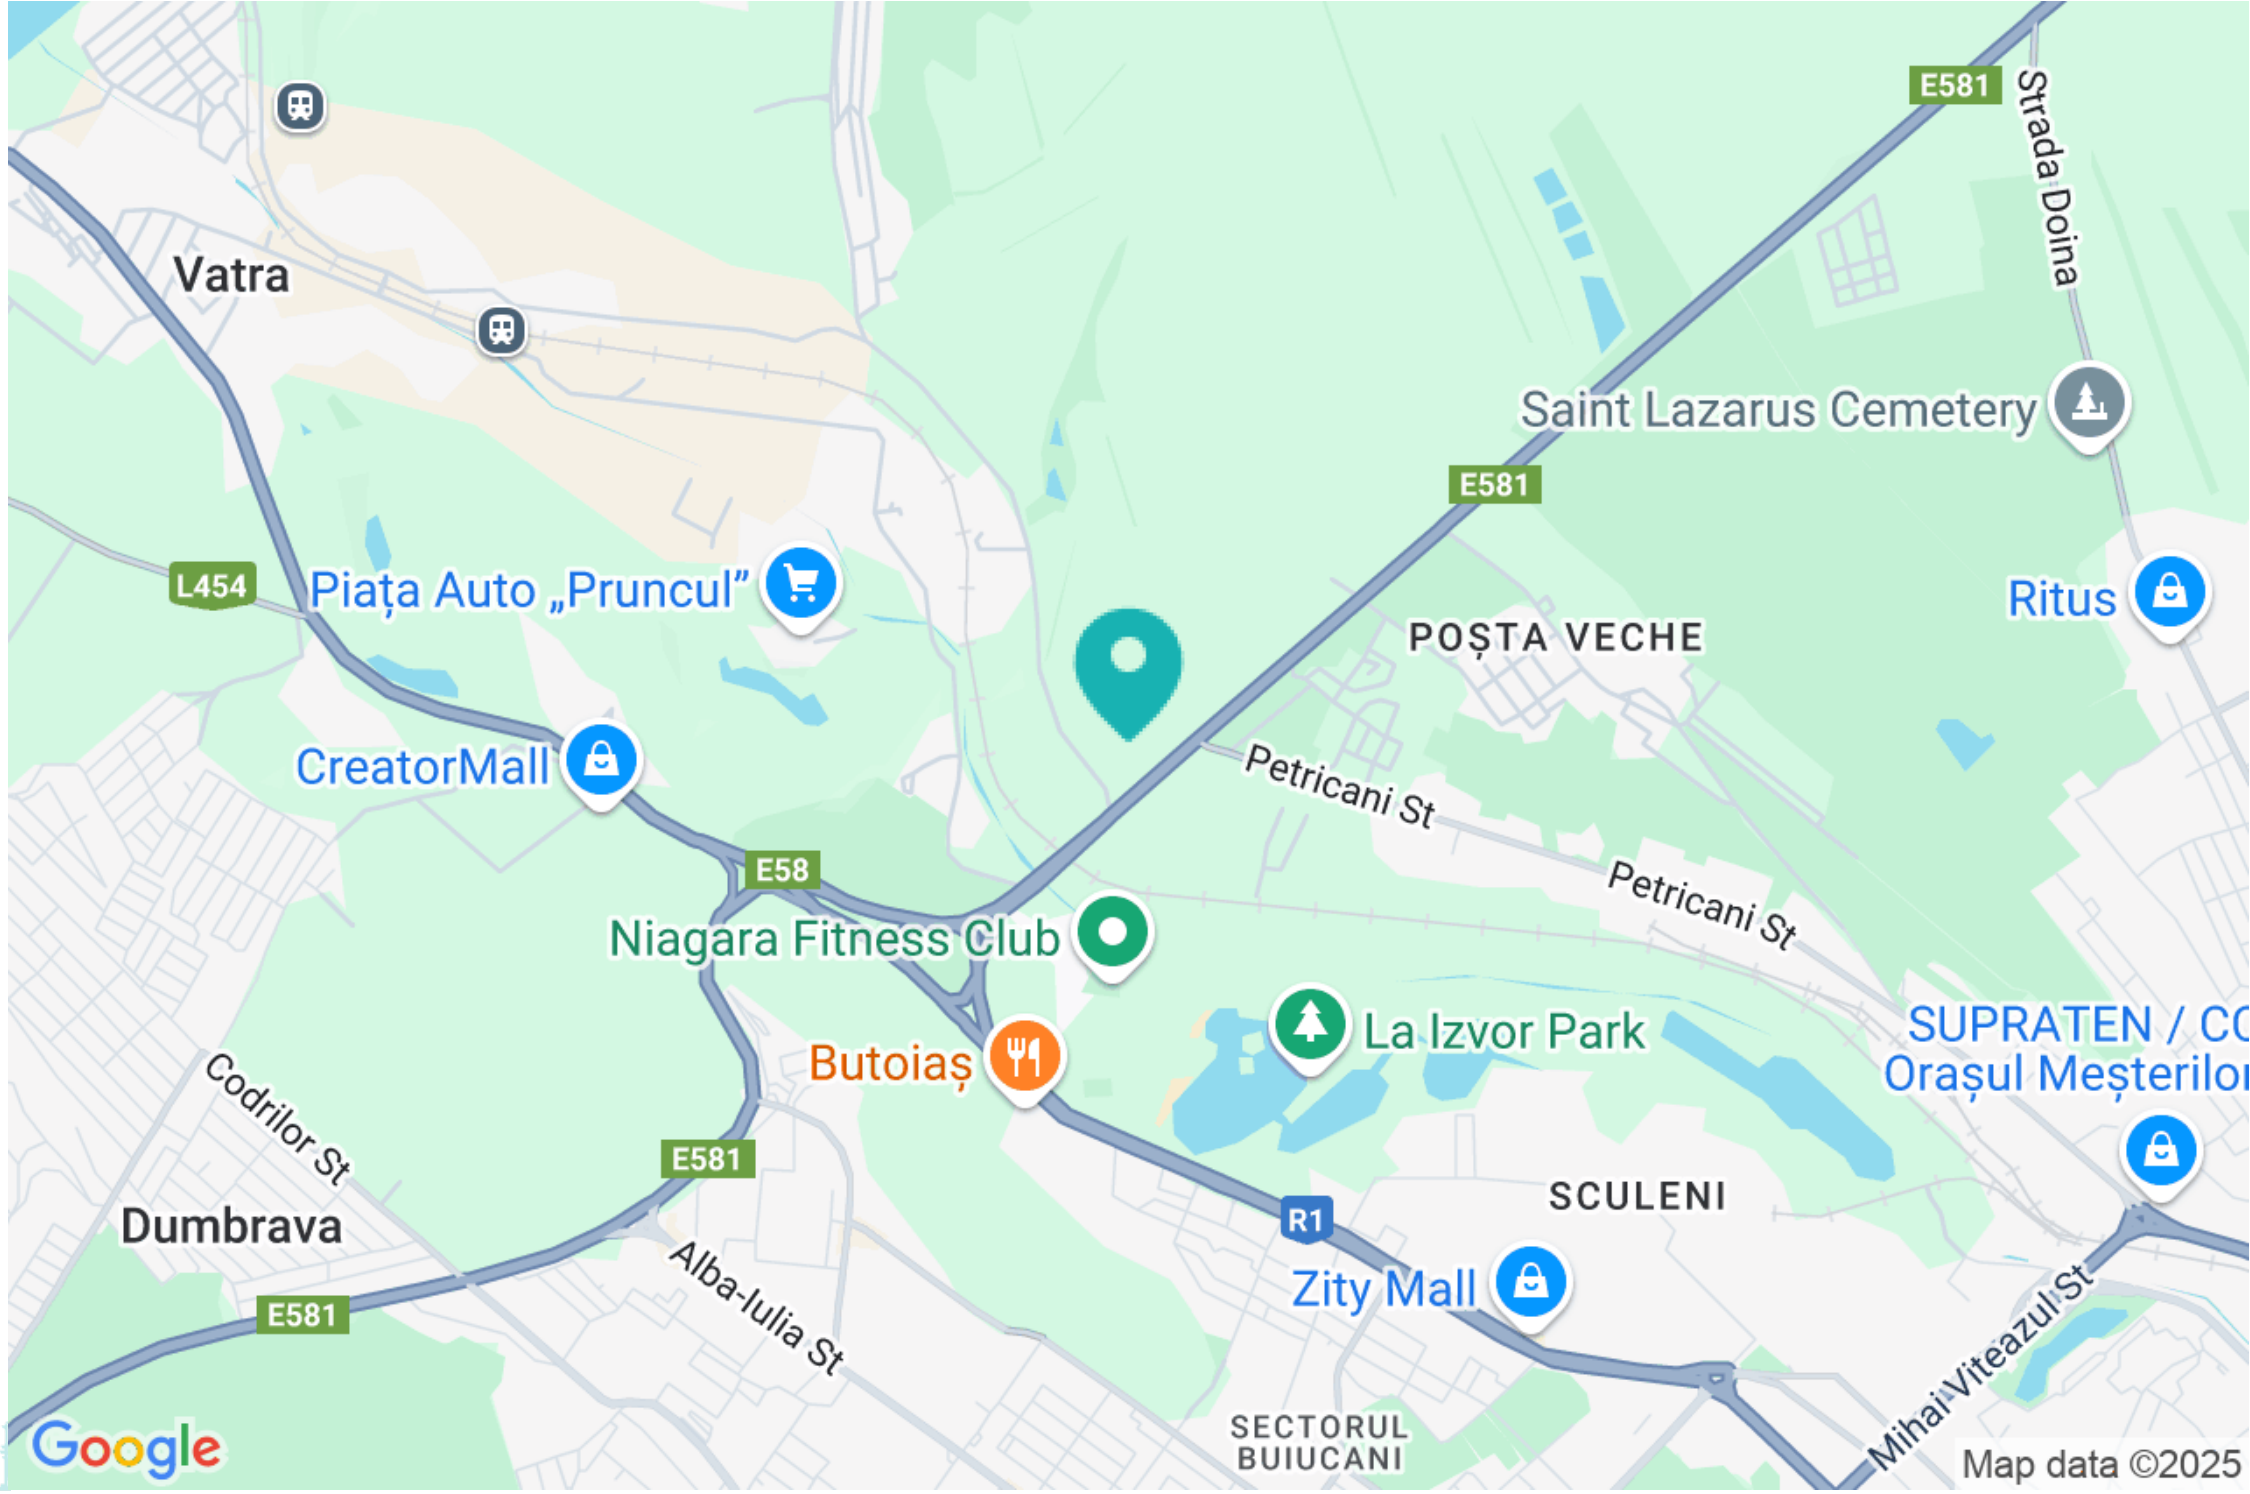 E581
Strada Doina
Vatra
Saint Lazarus Cemetery
E581
L454
Piața Auto „Pruncul”
Ritus
POȘTA VECHE
CreatorMall
Petricani St
E58
Petricani St
Niagara Fitness Club
La Izvor Park
SUPRATEN / CO
Orașul Meșterilor
Butoiaș
Codrilor St
E581
SCULENI
Dumbrava
R1
Alba-Iulia St
Zity Mall
E581
Mihai Viteazul St
SECTORUL
BUIUCANI
Google
Map data ©2025